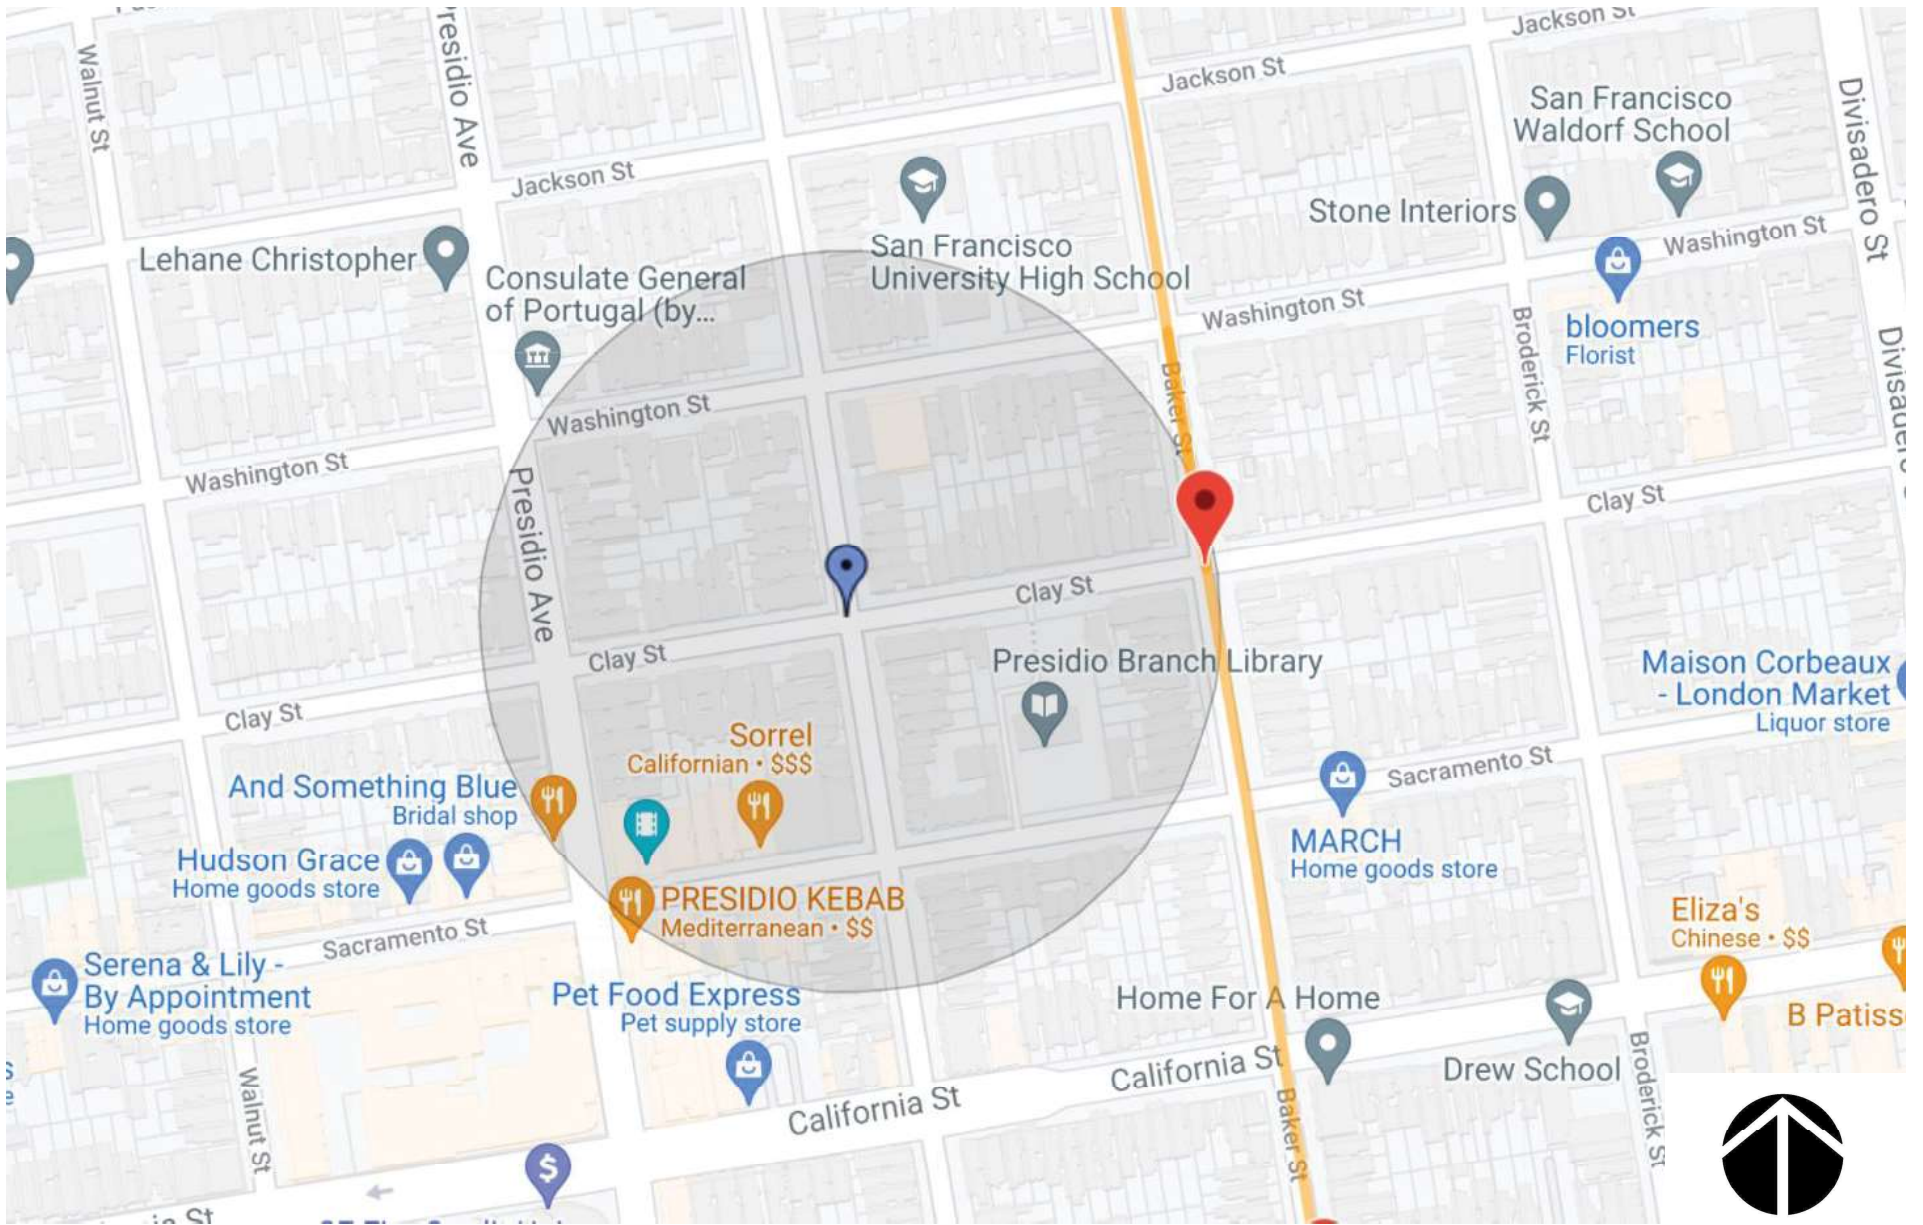 Walnut St
Presidio Ave
Jackson St
Jackson St
Jackson St
San Francisco
Waldorf School
Divisadero St
Lehane Christopher
Consulate General
of Portugal (by...
San Francisco
University High School
Stone Interiors
Washington St
Washington St
bloomers
Florist
Broderick St
Baker St
Washington St
Washington St
Presidio Ave
Clay St
Clay St
Clay St
Clay St
Presidio Branch Library
Maison Corbeaux
- London Market
Liquor store
Sorrel
Californian • $$$
And Something Blue
Bridal shop
Sacramento St
Hudson Grace
Home goods store
MARCH
Home goods store
PRESIDIO KEBAB
Mediterranean • $$
Sacramento St
Eliza's
Chinese • $$
Serena & Lily -
By Appointment
Home goods store
Pet Food Express
Pet supply store
Home For A Home
B Patiss
Drew School
California St
California St
Walnut St
Baker St
Broderick St
$